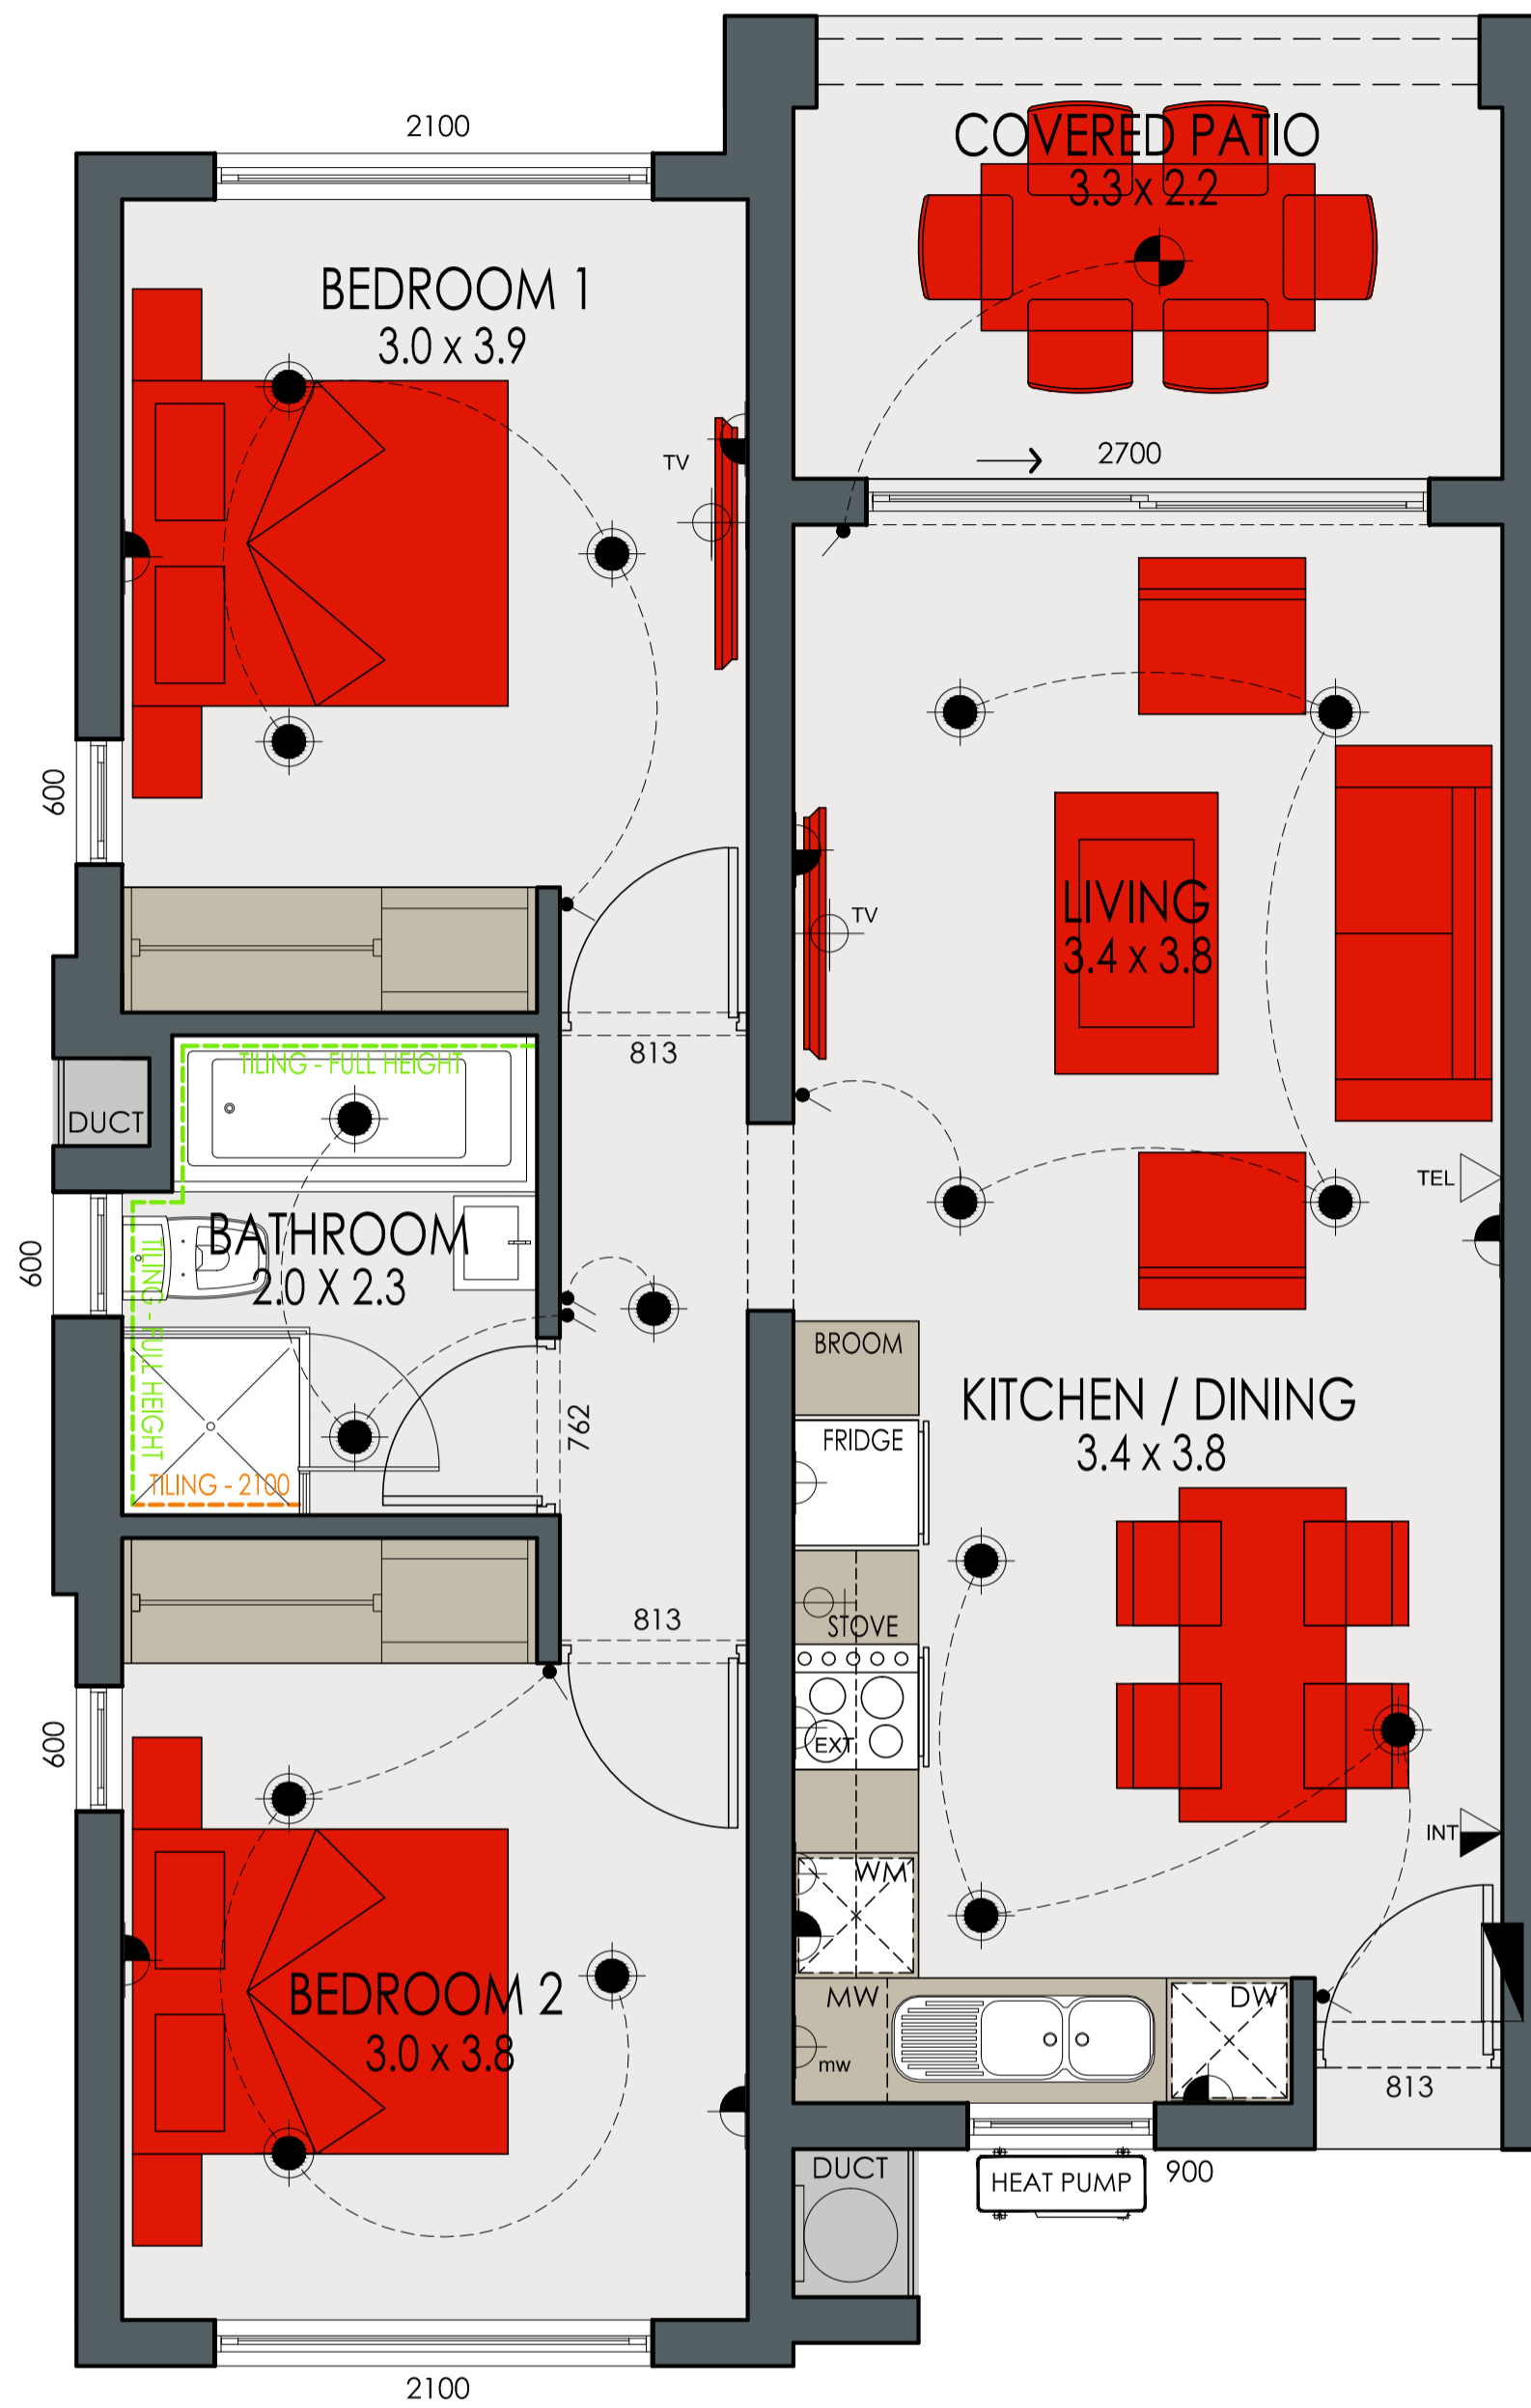 2100
COVERED PATIO
3.3 x 2.2
BEDROOM 1
3.0 x 3.9
TV
2700
600
LIVING
3.4 x 3.8
TV
813
TILING - FULL HEIGHT
DUCT
TEL
BATHROOM
2.0 X 2.3
600
TILING - FULL HEIGHT
BROOM
KITCHEN / DINING
3.4 x 3.8
FRIDGE
762
TILING - 2100
813
STOVE
600
EXT
INT
WM
BEDROOM 2
3.0 x 3.8
MW
DW
mw
813
DUCT
HEAT PUMP
900
2100